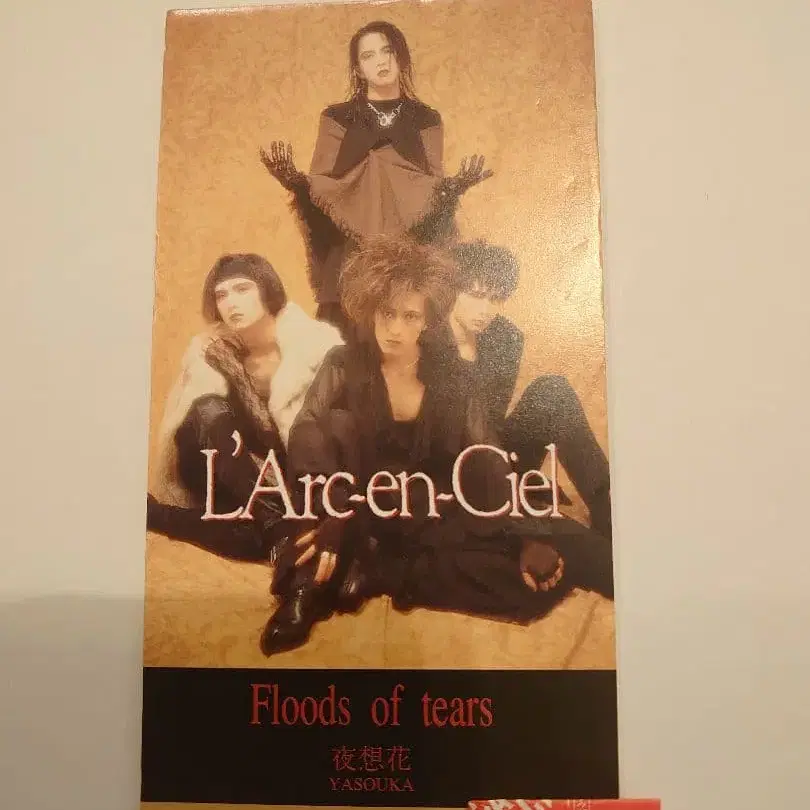 L'Arc-en-Ciel
Floods of tears
夜想花
YASOUKA